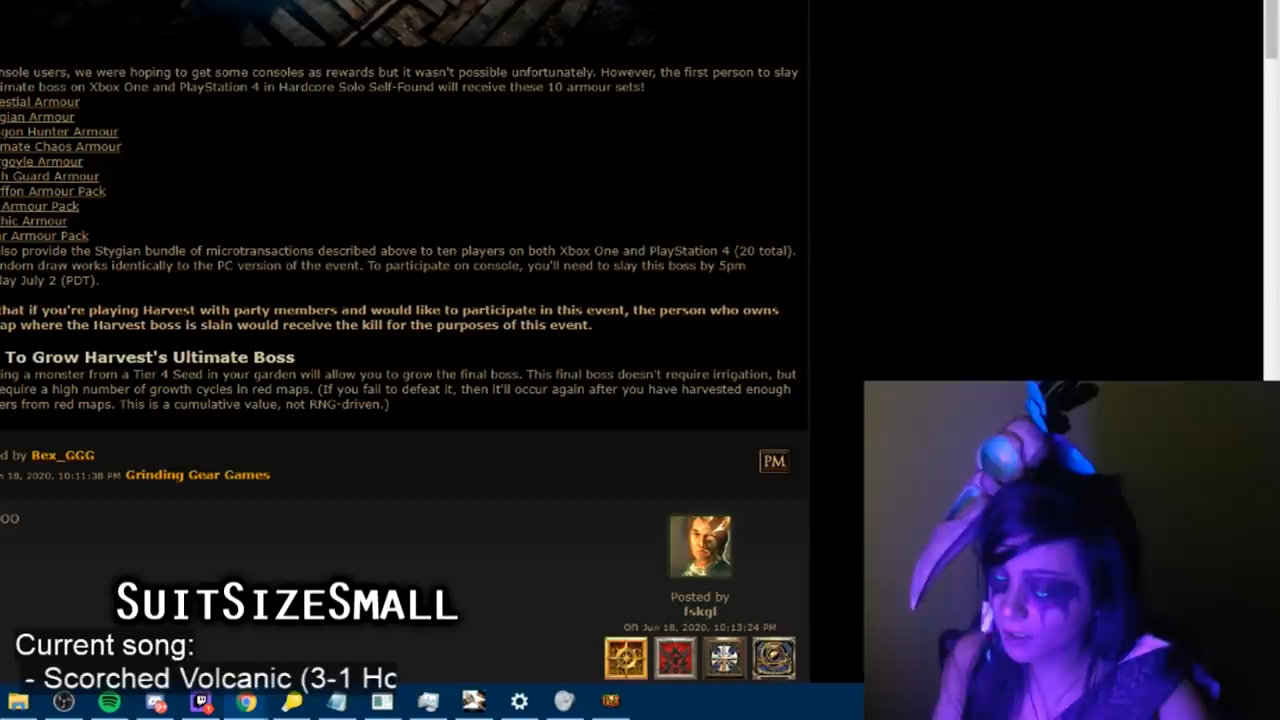 nsole users, we were hoping to get some consoles as rewards but it wasn't possible unfortunately. However, the first person to slay
imate boss on Xbox One and PlayStation 4 in Hardcore Solo Self-Found will receive these 10 armour sets!
estial Armour
gian Armour
gon Hunter Armour
mate Chaos Armour
rgoyle Armour
h Guard Armour
ffon Armour Pack
Armour Pack
hic Armour
r Armour Pack
lso provide the Stygian bundle of microtransactions described above to ten players on both Xbox One and PlayStation 4 (20 total).
ndom draw works identically to the PC version of the event. To participate on console, you'll need to slay this boss by 5pm
day July 2 (PDT).
that if you're playing Harvest with party members and would like to participate in this event, the person who owns
ap where the Harvest boss is slain would receive the kill for the purposes of this event.
To Grow Harvest's Ultimate Boss
ing a monster from a Tier 4 Seed in your garden will allow you to grow the final boss. This final boss doesn't require irrigation, but
equire a high number of growth cycles in red maps. (If you fail to defeat it, then it'll occur again after you have harvested enough
ers from red maps. This is a cumulative value, not RNG-driven.)
d by Bex_GGG
n 18, 2020, 10:11:38 PM Grinding Gear Games
PM
OO
Posted by
fskgl
on Jun 18, 2020, 10:13:24 PM
SuitSizeSmall
Current song:
- Scorched Volcanic (3-1 Ho